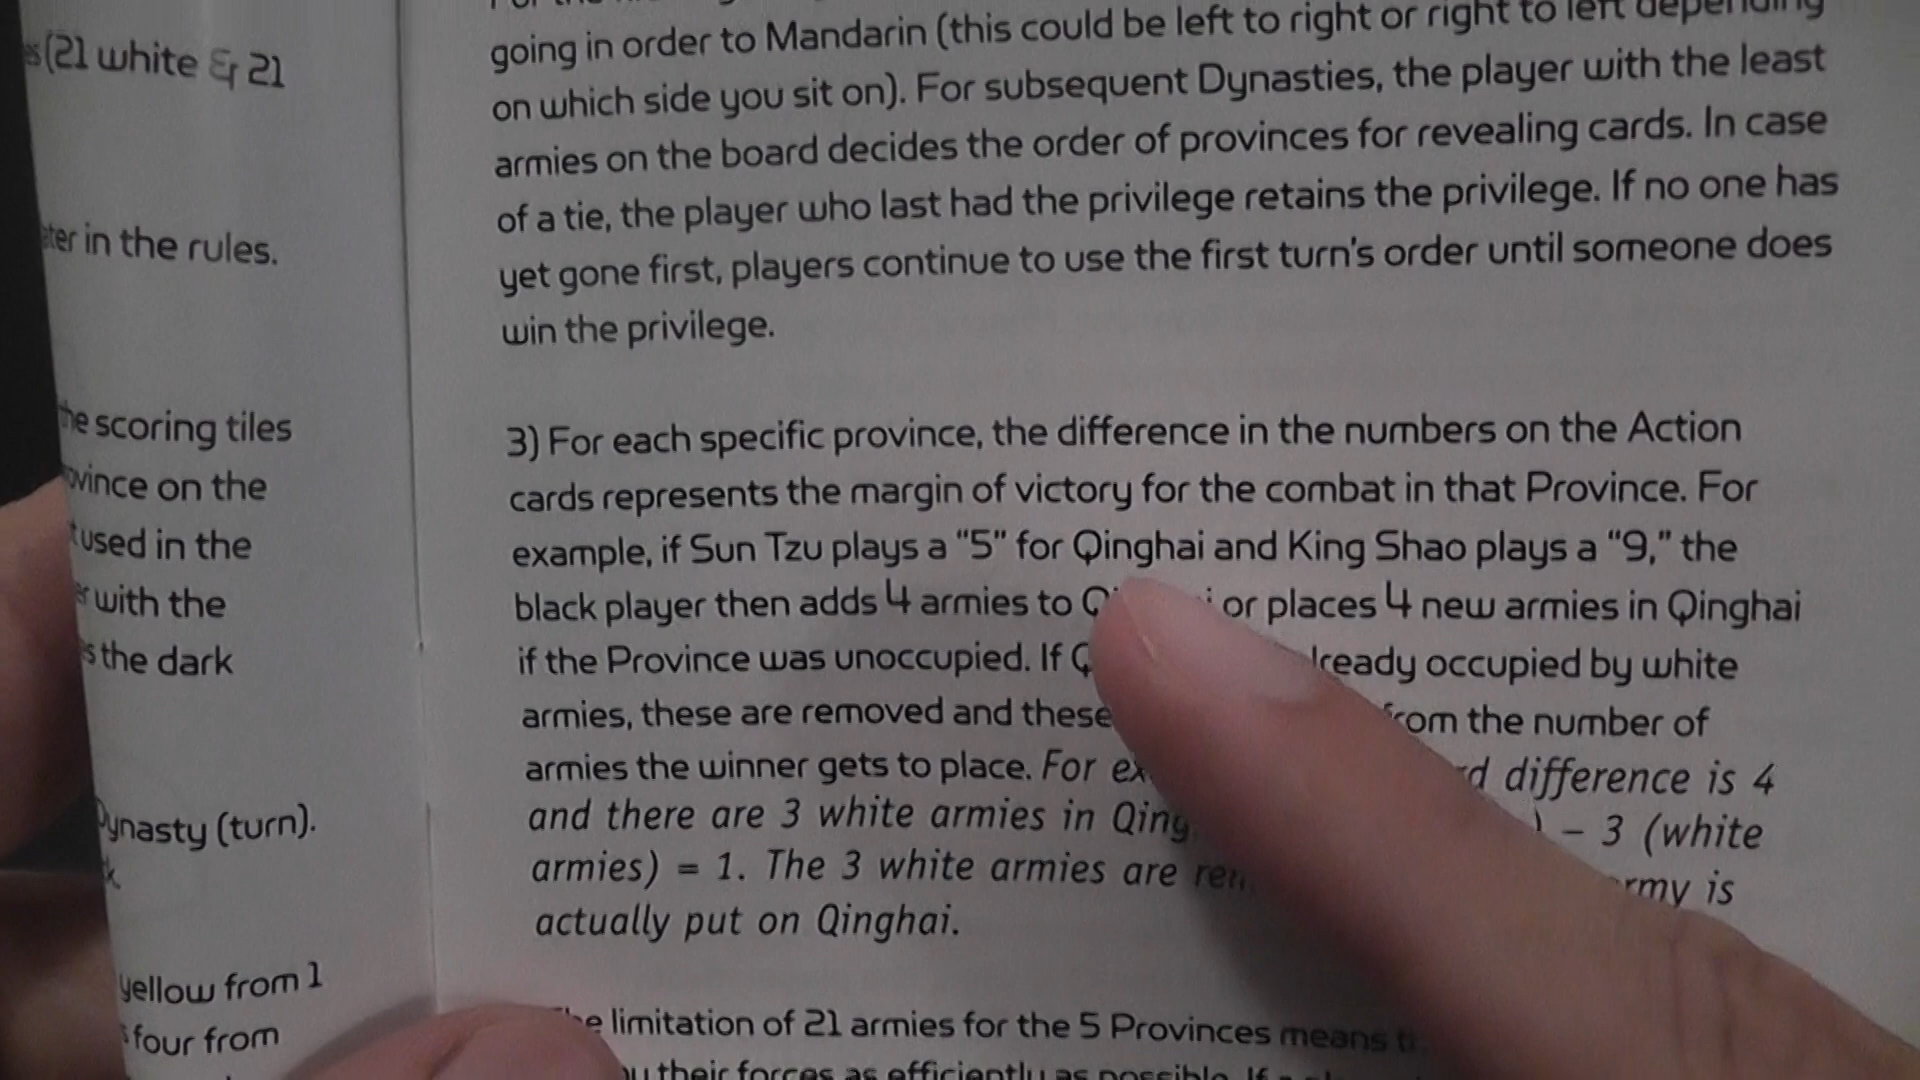 (21 white & 21
in the rules.
scoring tiles
on the
used in the
with the
the dark
(turn).
yellow from 1
four from
going in order to Mandarin (this could be left to right or right to left depending
on which side you sit on). For subsequent Dynasties, the player with the least
armies on the board decides the order of provinces for revealing cards. In case
of a tie, the player who last had the privilege retains the privilege. If no one has
yet gone first, players continue to use the first turn's order until someone does
win the privilege.
3) For each specific province, the difference in the numbers on the Action
cards represents the margin of victory for the combat in that Province. For
example, if Sun Tzu plays a “5” for Qinghai and King Shao plays a “9,” the
black player then adds 4 armies to or places 4 new armies in Qinghai
if the Province was unoccupied. If already occupied by white
armies, these are removed and these from the number of
armies the winner gets to place. For difference is 4
and there are 3 white armies in – 3 (white
armies) = 1. The 3 white armies are is
actually put on Qinghai.
limitation of 21 armies for the 5 Provinces means
their forces as efficiently as possible. If